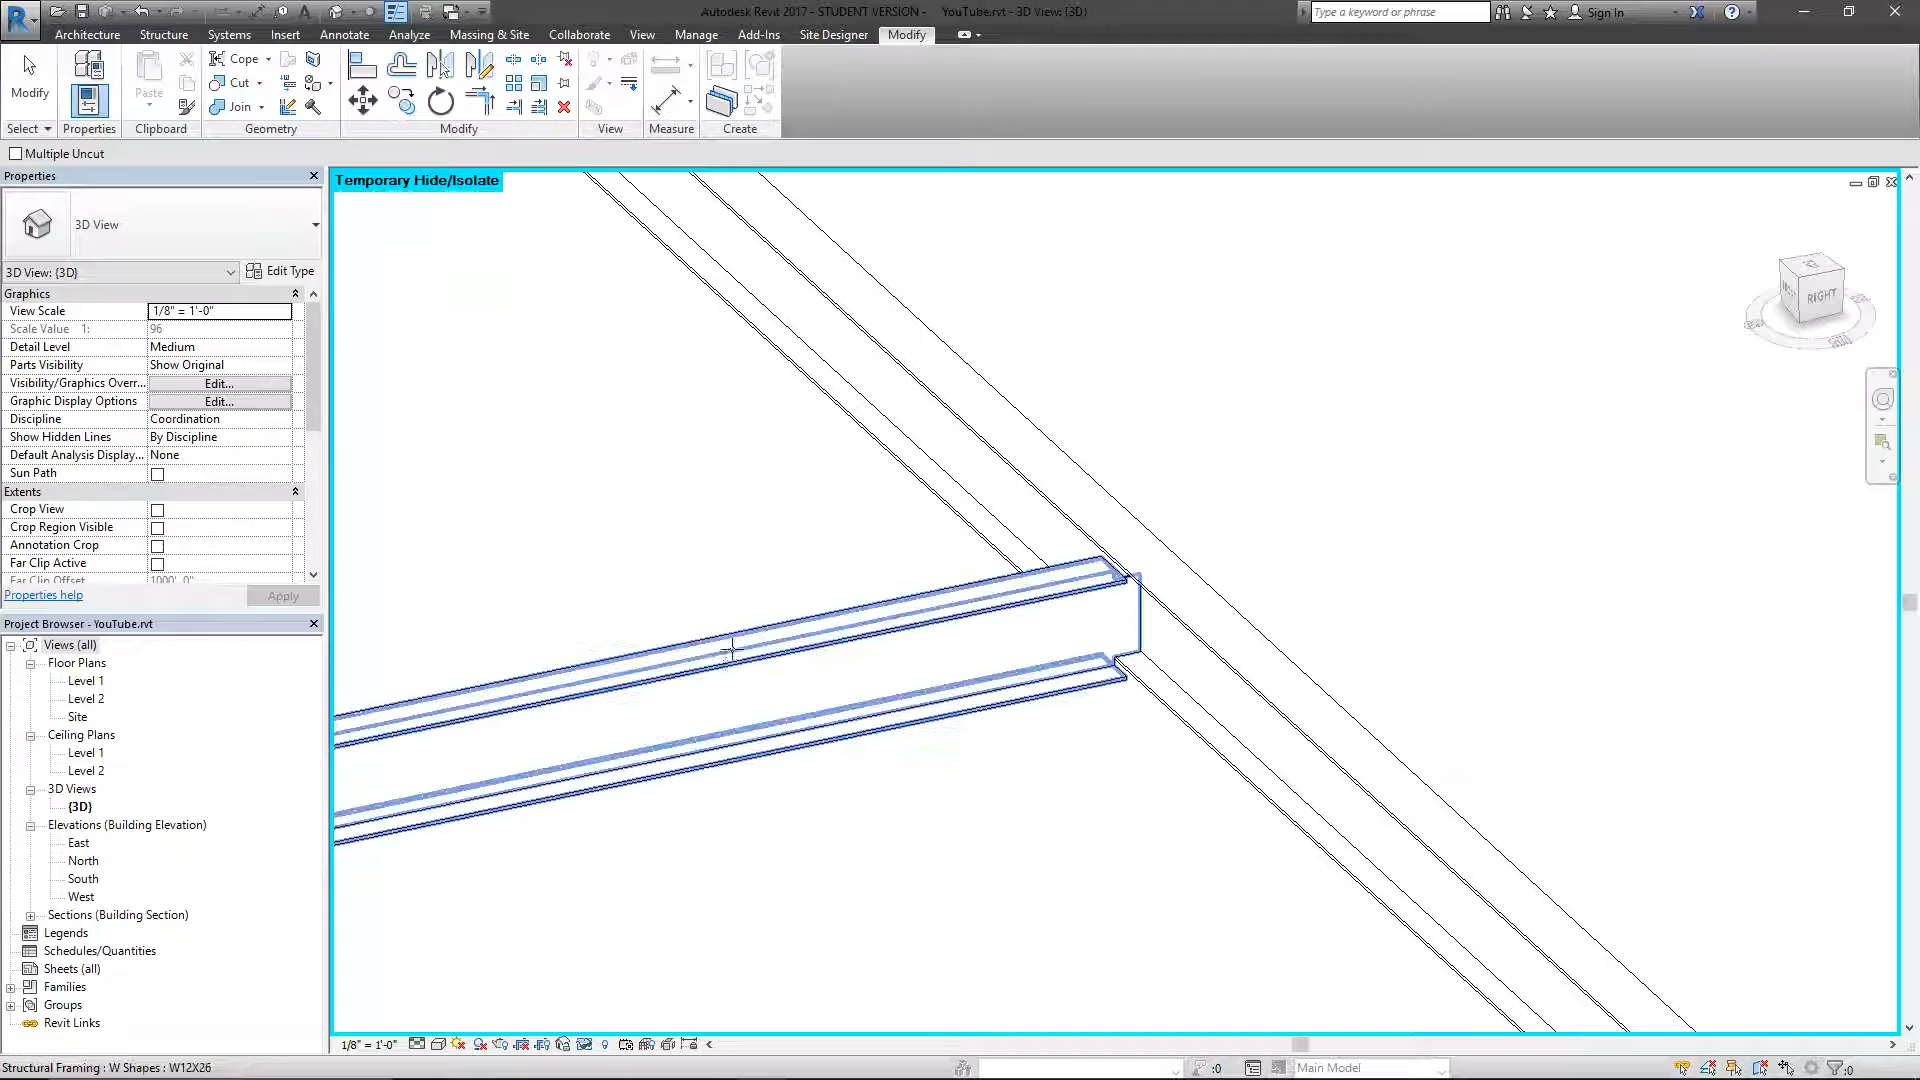 Autodesk Revit 2017 - STUDENT VERSION - YouTube.rvt - 3D View: {3D}
Type a keyword or phrase
Sign In
Architecture Structure Systems Insert Annotate Analyze Massing & Site Collaborate View Manage Add-Ins Site Designer Modify
Cope
Cut
Join
Modify
Paste
Select Properties Clipboard Geometry Modify View Measure Create
Multiple Uncut
Properties
Temporary Hide/Isolate
3D View
3D View: {3D}
Edit Type
Graphics
View Scale 1/8" = 1'-0"
Scale Value 1: 96
Detail Level Medium
Parts Visibility Show Original
Visibility/Graphics Overr... Edit...
Graphic Display Options Edit...
Discipline Coordination
Show Hidden Lines By Discipline
Default Analysis Display... None
Sun Path
Extents
Crop View
Crop Region Visible
Annotation Crop
Far Clip Active
Far Clip Offset 1000' 0"
Properties help
Apply
RIGHT
Project Browser - YouTube.rvt
Views (all)
Floor Plans
Level 1
Level 2
Site
Ceiling Plans
Level 1
Level 2
3D Views
{3D}
Elevations (Building Elevation)
East
North
South
West
Sections (Building Section)
Legends
Schedules/Quantities
Sheets (all)
Families
Groups
Revit Links
1/8" = 1'-0"
Structural Framing : W Shapes : W12X26
:0
Main Model
:0